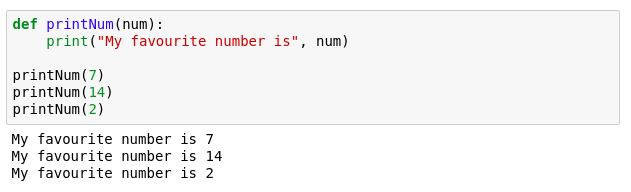 def printNum(num):
    print("My favourite number is", num)

printNum(7)
printNum(14)
printNum(2)
My favourite number is 7
My favourite number is 14
My favourite number is 2